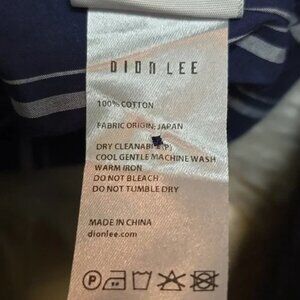 DION LEE
100% COTTON
FABRIC ORIGIN: JAPAN
DRY CLEANABLE (P)
COOL GENTLE MACHINE WASH
WARM IRON
DO NOT BLEACH
DO NOT TUMBLE DRY
MADE IN CHINA
dionlee.com
P